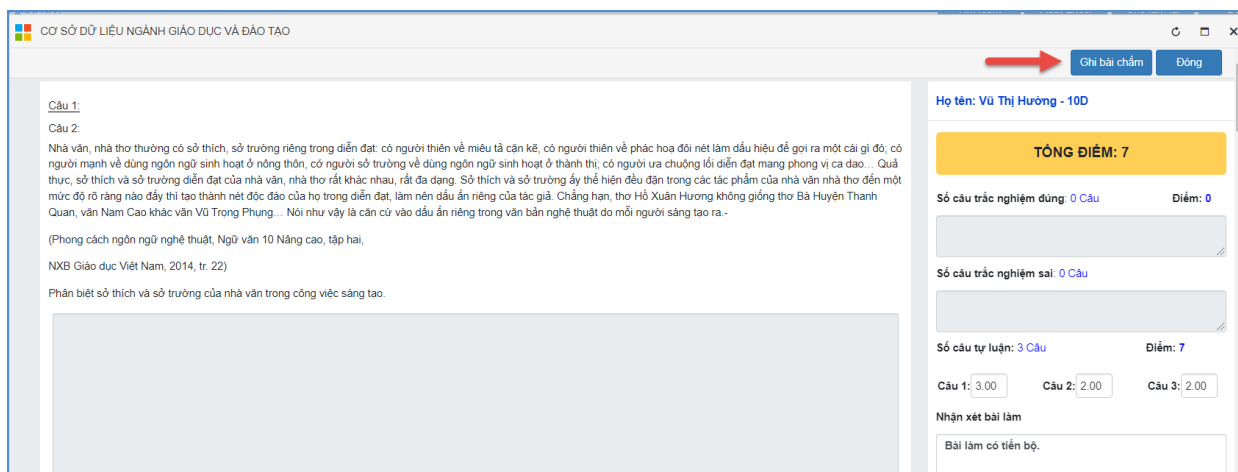 CƠ SỞ DỮ LIỆU NGÀNH GIÁO DỤC VÀ ĐÀO TẠO
Ghi bài chấm Đóng
Câu 1:
Câu 2:
Nhà văn, nhà thơ thường có sở thích, sở trường riêng trong diễn đạt: có người thiên về miêu tả cặn kẽ, có người thiên về phác hoạ đôi nét làm dấu hiệu để gợi ra một cái gì đó; có
người mạnh về dùng ngôn ngữ sinh hoạt ở nông thôn, cớ người sở trường về dùng ngôn ngữ sinh hoạt ở thành thị; có người ưa chuộng lối diễn đạt mang phong vị ca dao… Quả
thực, sở thích và sở trường diễn đạt của nhà văn, nhà thơ rất khác nhau, rất đa dạng. Sở thích và sở trường ấy thể hiện đều đặn trong các tác phẩm của nhà văn nhà thơ đến một
mức độ rõ ràng nào đấy thì tạo thành nét độc đáo của họ trong diễn đạt, làm nên dấu ấn riêng của tác giả. Chẳng hạn, thơ Hồ Xuân Hương không giống thơ Bà Huyện Thanh
Quan, văn Nam Cao khác văn Vũ Trọng Phụng… Nói như vậy là căn cứ vào dấu ấn riêng trong văn bản nghệ thuật do mỗi người sáng tạo ra.-
(Phong cách ngôn ngữ nghệ thuật, Ngữ văn 10 Nâng cao, tập hai,
NXB Giáo dục Việt Nam, 2014, tr. 22)
Phân biệt sở thích và sở trường của nhà văn trong công việc sáng tạo.
Họ tên: Vũ Thị Hường - 10D
TỔNG ĐIỂM: 7
Số câu trắc nghiệm đúng: 0 Câu Điểm: 0
Số câu trắc nghiệm sai: 0 Câu
Số câu tự luận: 3 Câu Điểm: 7
Câu 1: 3.00 Câu 2: 2.00 Câu 3: 2.00
Nhận xét bài làm
Bài làm có tiến bộ.